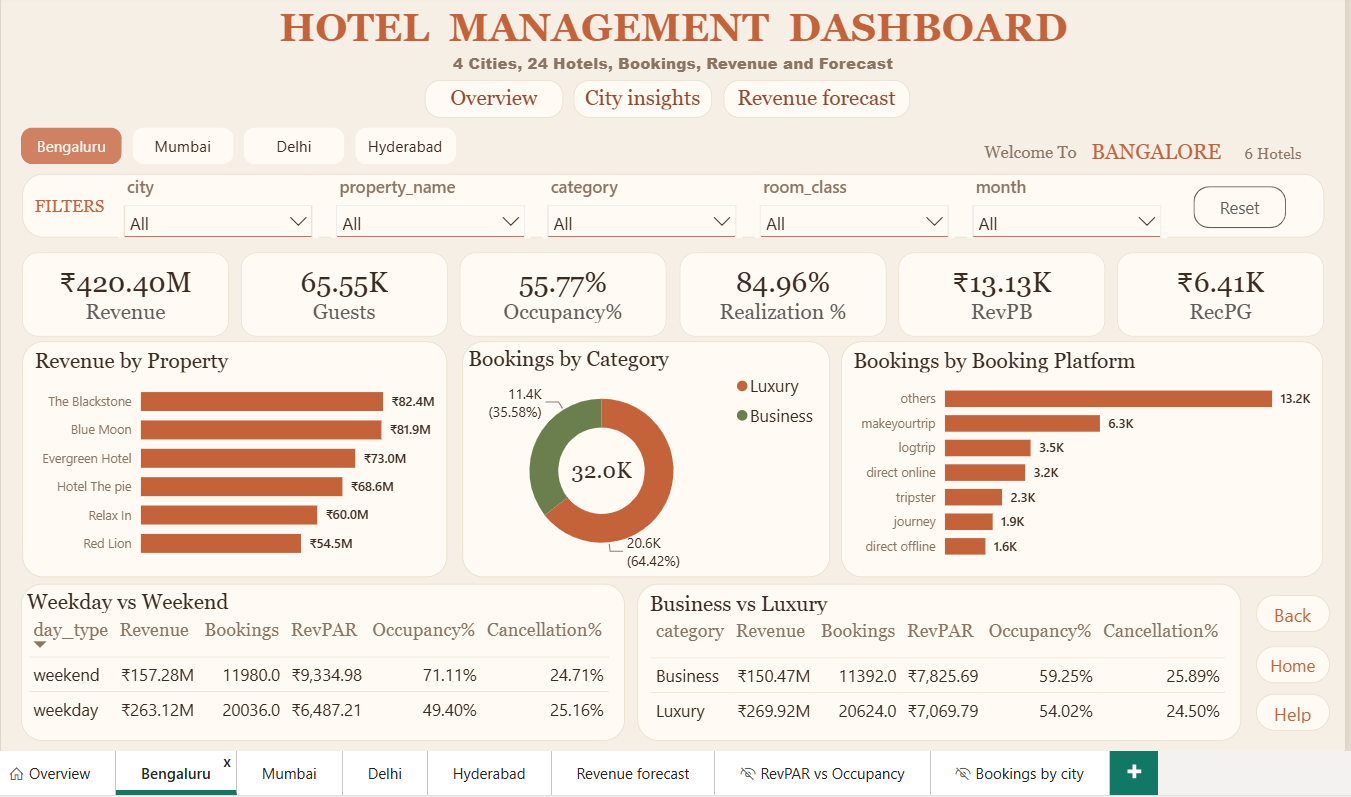 HOTEL MANAGEMENT DASHBOARD
4 Cities, 24 Hotels, Bookings, Revenue and Forecast
Overview City insights Revenue forecast
Bengaluru Mumbai Delhi Hyderabad
Welcome To BANGALORE 6 Hotels
FILTERS
city property_name category room_class month
All All All All All
Reset
₹420.40M 65.55K 55.77% 84.96% ₹13.13K ₹6.41K
Revenue Guests Occupancy% Realization % RevPB RecPG
Revenue by Property
The Blackstone ₹82.4M
Blue Moon ₹81.9M
Evergreen Hotel ₹73.0M
Hotel The pie ₹68.6M
Relax In ₹60.0M
Red Lion ₹54.5M
Bookings by Category
11.4K
(35.58%)
32.0K
20.6K
(64.42%)
Luxury
Business
Bookings by Booking Platform
others 13.2K
makeyourtrip 6.3K
logtrip 3.5K
direct online 3.2K
tripster 2.3K
journey 1.9K
direct offline 1.6K
Weekday vs Weekend
day_type Revenue Bookings RevPAR Occupancy% Cancellation%
weekend ₹157.28M 11980.0 ₹9,334.98 71.11% 24.71%
weekday ₹263.12M 20036.0 ₹6,487.21 49.40% 25.16%
Business vs Luxury
category Revenue Bookings RevPAR Occupancy% Cancellation%
Business ₹150.47M 11392.0 ₹7,825.69 59.25% 25.89%
Luxury ₹269.92M 20624.0 ₹7,069.79 54.02% 24.50%
Back
Home
Help
Overview Bengaluru x Mumbai Delhi Hyderabad Revenue forecast RevPAR vs Occupancy Bookings by city +